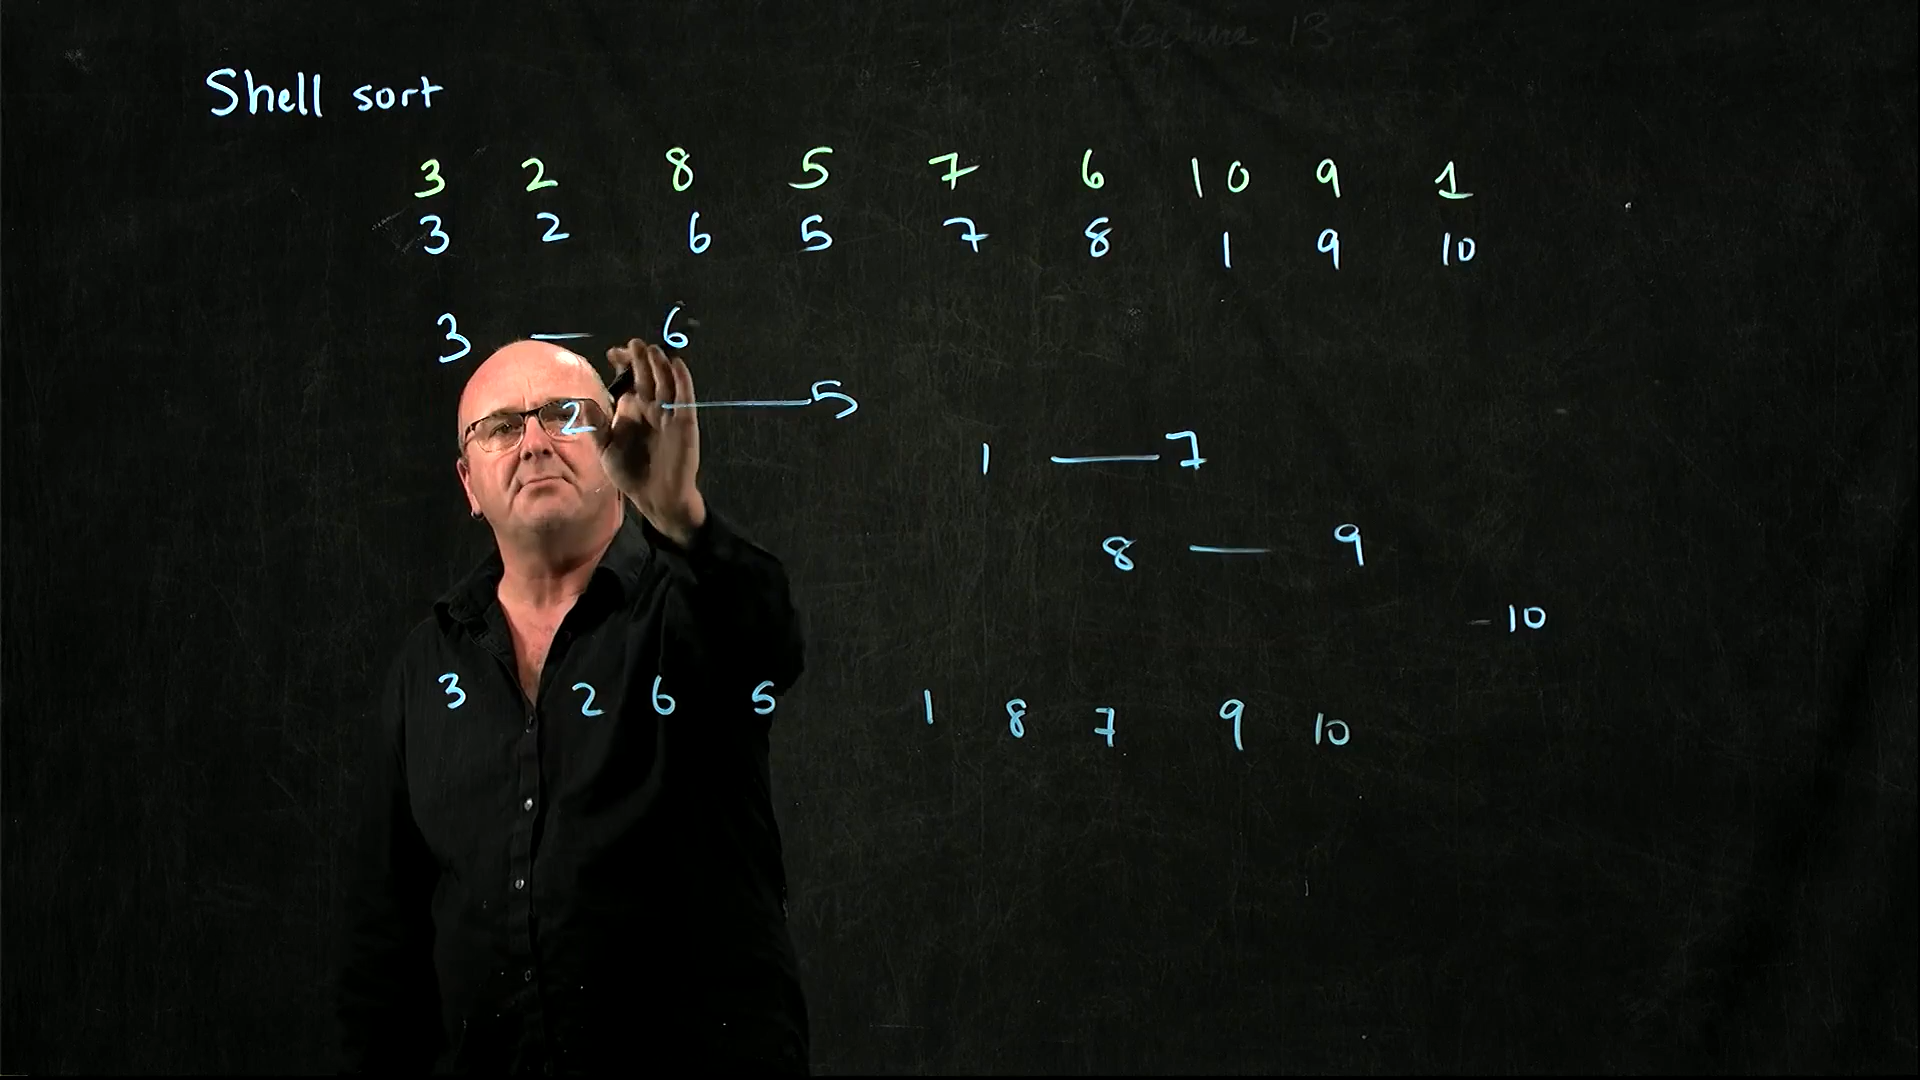 Lecture 13
Shell sort
3 2 8 5 7 6 10 9 1
3 2 6 5 7 8 1 9 10
3 — 6
2 — 5
1 — 7
8 — 9
- 10
3 2 6 5 1 8 7 9 10